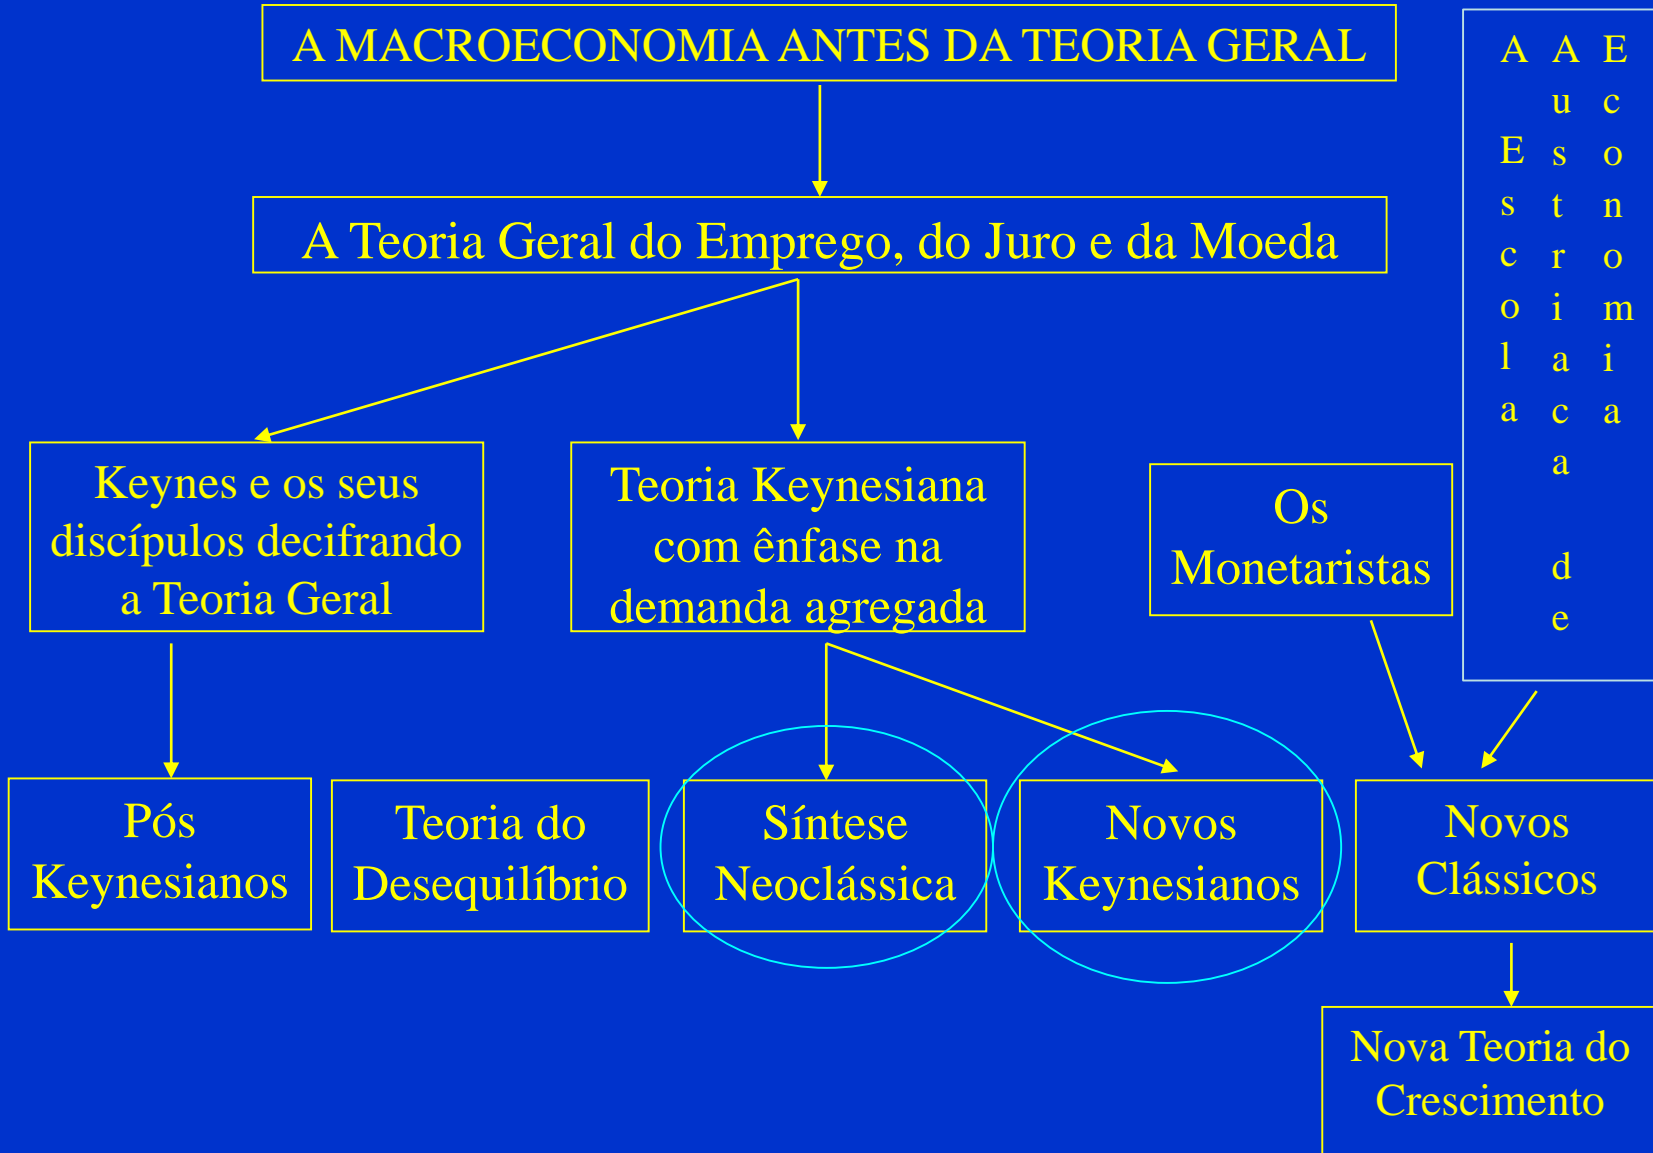 A MACROECONOMIA ANTES DA TEORIA GERAL
A Teoria Geral do Emprego, do Juro e da Moeda
Keynes e os seus
discípulos decifrando
a Teoria Geral
Teoria Keynesiana
com ênfase na
demanda agregada
Os
Monetaristas
A Escola
Austriaca de
Economia
Pós
Keynesianos
Teoria do
Desequilíbrio
Síntese
Neoclássica
Novos
Keynesianos
Novos
Clássicos
Nova Teoria do
Crescimento